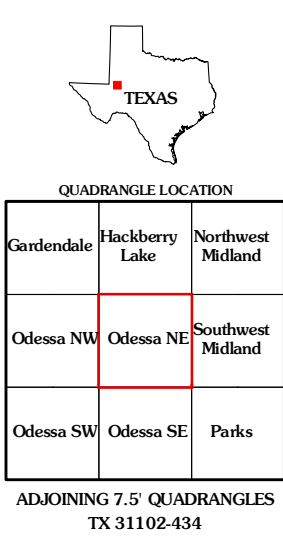 TEXAS
QUADRANGLE LOCATION
Gardendale
Hackberry
Lake
Northwest
Midland
Odessa NW
Odessa NE
Southwest
Midland
Odessa SW
Odessa SE
Parks
ADJOINING 7.5' QUADRANGLES
TX 31102-434